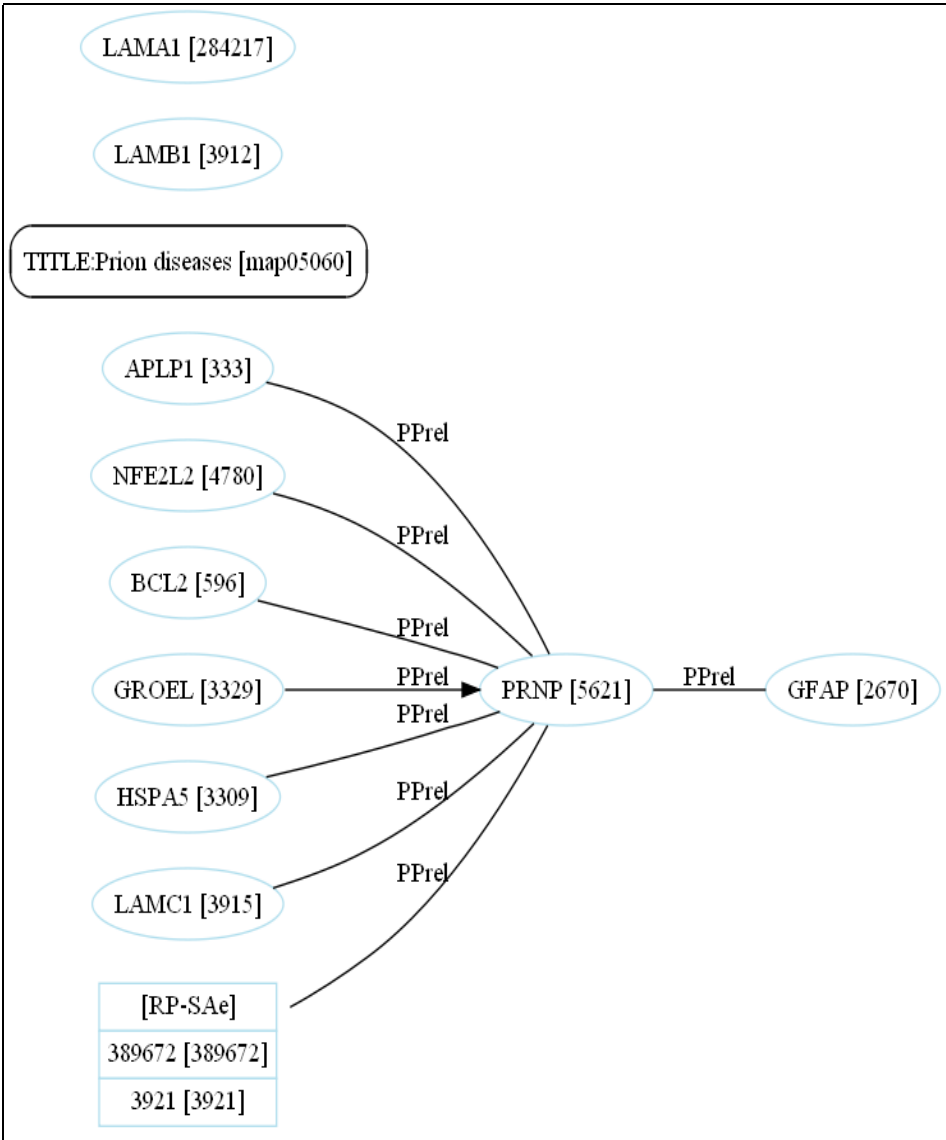 LAMA1 [284217]
LAMB1 [3912]
TITLE:Prion diseases [map05060]
APLP1 [333]
PPrel
NFE2L2 [4780]
PPrel
BCL2 [596]
PPrel
GROEL [3329]
PPrel
PRNP [5621]
PPrel
GFAP [2670]
PPrel
HSPA5 [3309]
PPrel
LAMC1 [3915]
PPrel
[RP-SAe]
389672 [389672]
3921 [3921]